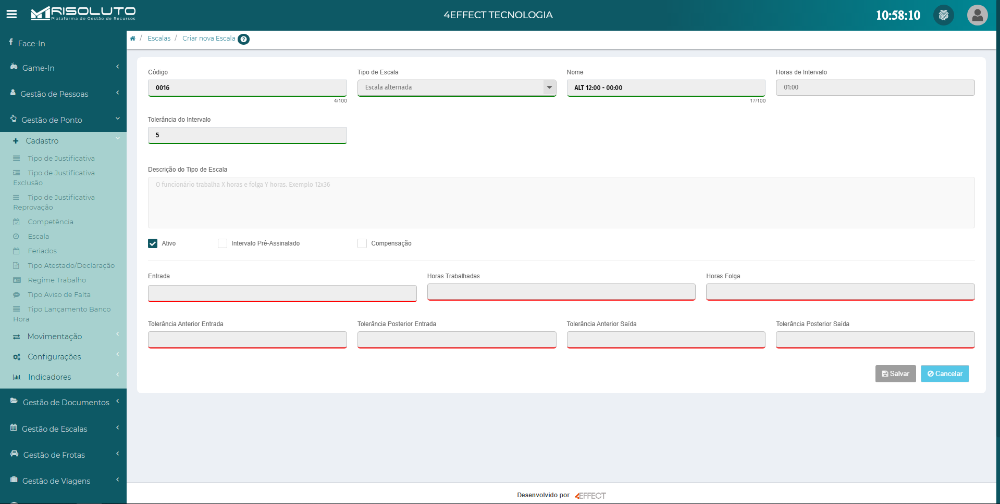 RISOLUTO
Plataforma de Gestão de Recursos
4EFFECT TECNOLOGIA
10:58:10
Face-In
Game-In
Gestão de Pessoas
Gestão de Ponto
Cadastro
Tipo de Justificativa
Tipo de Justificativa
Exclusão
Tipo de Justificativa
Reprovação
Competência
Escala
Feriados
Tipo Atestado/Declaração
Regime Trabalho
Tipo Aviso de Falta
Tipo Lançamento Banco
Hora
Movimentação
Configurações
Indicadores
Gestão de Documentos
Gestão de Escalas
Gestão de Frotas
Gestão de Viagens
/ Escalas / Criar nova Escala ?
Código
Tipo de Escala
Nome
Horas de Intervalo
0016
Escala alternada
ALT 12:00 - 00:00
01:00
4/100
17/100
Tolerância do Intervalo
5
Descrição do Tipo de Escala
O funcionário trabalha X horas e folga Y horas. Exemplo 12x36
Ativo
Intervalo Pré-Assinalado
Compensação
Entrada
Horas Trabalhadas
Horas Folga
Tolerância Anterior Entrada
Tolerância Posterior Entrada
Tolerância Anterior Saída
Tolerância Posterior Saída
Salvar
Cancelar
Desenvolvido por 4EFFECT